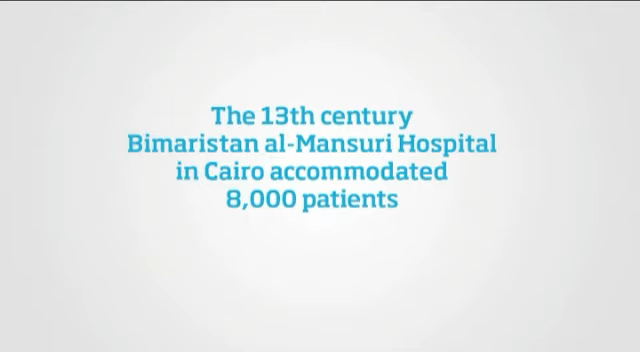 The 13th century
Bimaristan al-Mansuri Hospital
in Cairo accommodated
8,000 patients